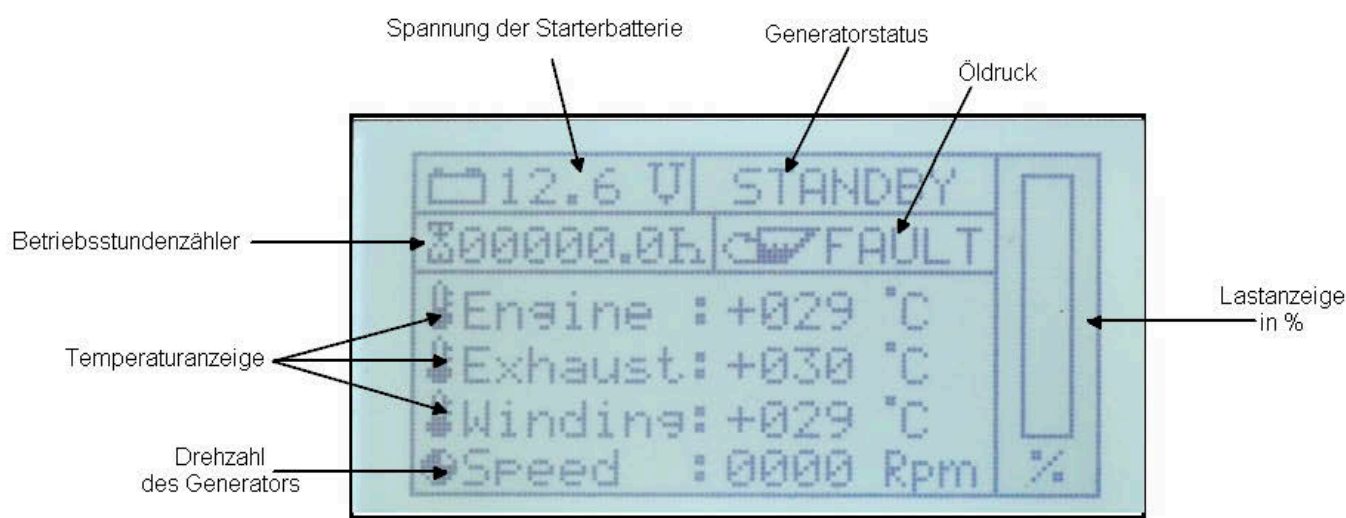 Spannung der Starterbatterie
Generatorstatus
Öldruck
12.6 V
STANDBY
Betriebsstundenzähler
00000.0h
FAULT
Engine : +029 °C
Lastanzeige
in %
Temperaturanzeige
Exhaust: +030 °C
Winding: +029 °C
Drehzahl
des Generators
Speed : 0000 Rpm
%